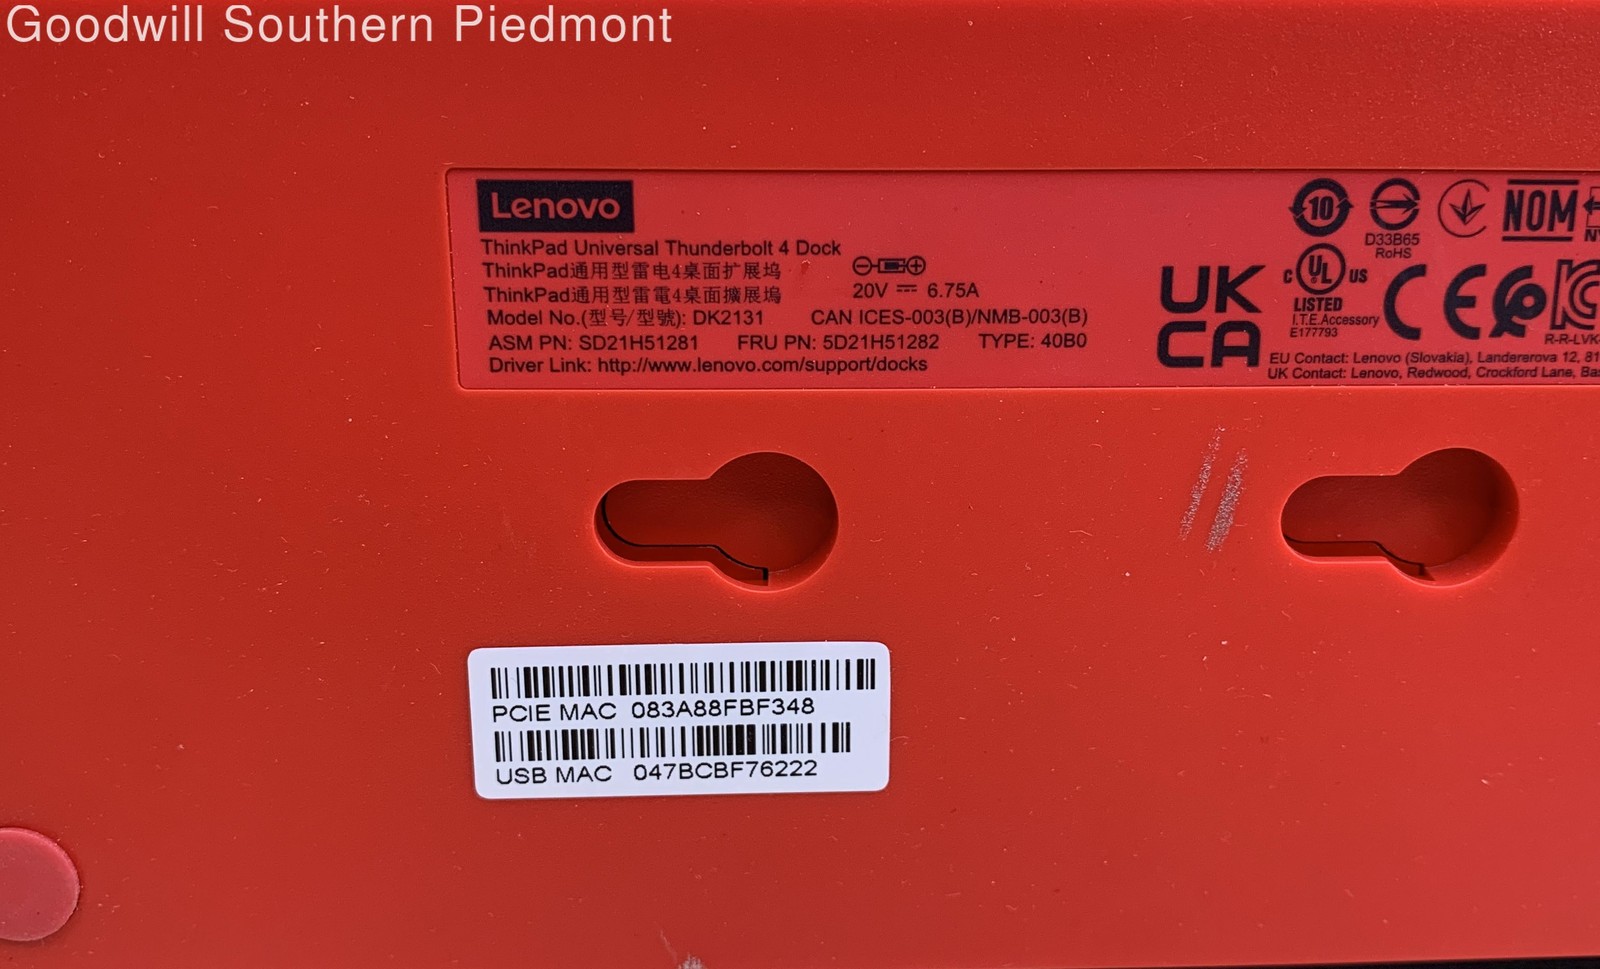 Goodwill Southern Piedmont
Lenovo
ThinkPad Universal Thunderbolt 4 Dock
ThinkPad通用型雷电4桌面扩展坞
ThinkPad通用型雷電4桌面擴展塢
20V 6.75A
Model No.(型号/型號): DK2131 CAN ICES-003(B)/NMB-003(B)
ASM PN: SD21H51281 FRU PN: 5D21H51282 TYPE: 40B0
Driver Link: http://www.lenovo.com/support/docks
10
D33B65
RoHS
NOM
UK
CA
C UL US
LISTED
I.T.E.Accessory
E177793
CE
R-R-LVK
EU Contact: Lenovo (Slovakia), Landererova 12, 81
UK Contact: Lenovo, Redwood, Crockford Lane, Bas
PCIE MAC 083A88FBF348
USB MAC 047BCBF76222